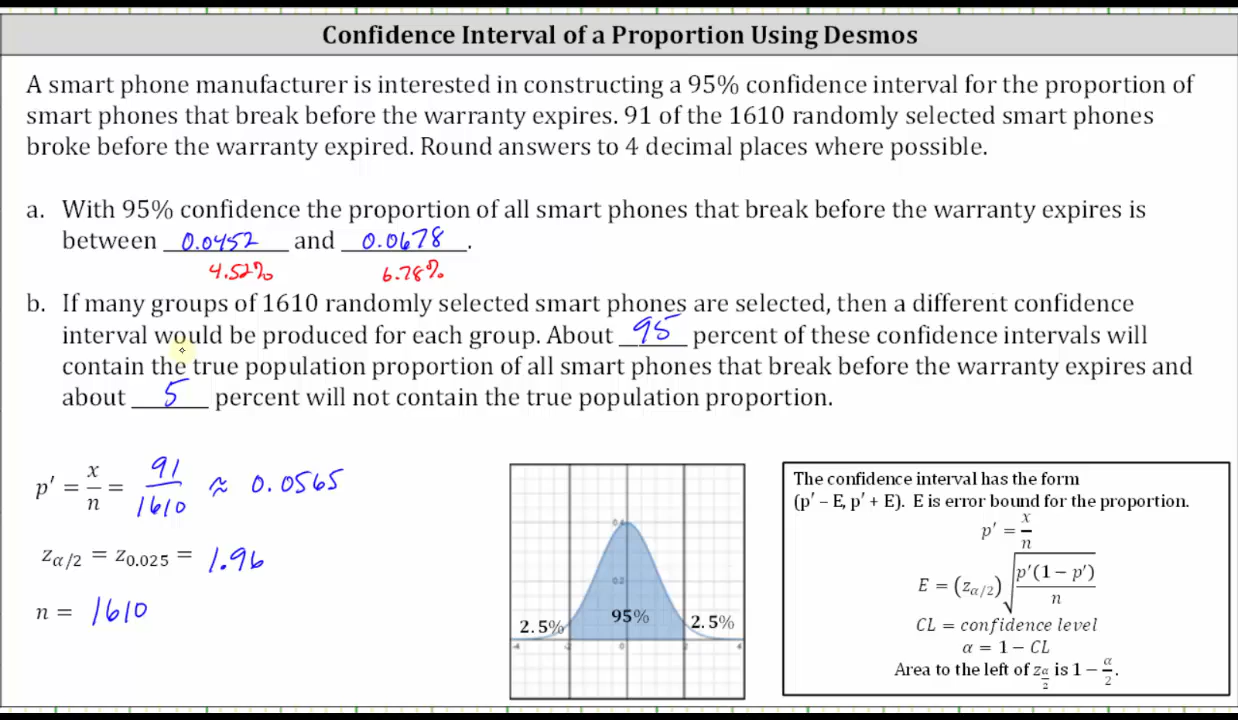 Confidence Interval of a Proportion Using Desmos
A smart phone manufacturer is interested in constructing a 95% confidence interval for the proportion of
smart phones that break before the warranty expires. 91 of the 1610 randomly selected smart phones
broke before the warranty expired. Round answers to 4 decimal places where possible.
a. With 95% confidence the proportion of all smart phones that break before the warranty expires is
between 0.0452 and 0.0678.
4.52% 6.78%
b. If many groups of 1610 randomly selected smart phones are selected, then a different confidence
interval would be produced for each group. About 95 percent of these confidence intervals will
contain the true population proportion of all smart phones that break before the warranty expires and
about 5 percent will not contain the true population proportion.
p′ = x/n = 91/1610 ≈ 0.0565
z_{α/2} = z_{0.025} = 1.96
n = 1610
0.4
0.2
2.5% 95% 2.5%
-4 -2 0 2 4
The confidence interval has the form
(p′ – E, p′ + E). E is error bound for the proportion.
p′ = x/n
E = (z_{α/2}) √(p′(1 − p′)/n)
CL = confidence level
α = 1 − CL
Area to the left of z_{α/2} is 1 − α/2.